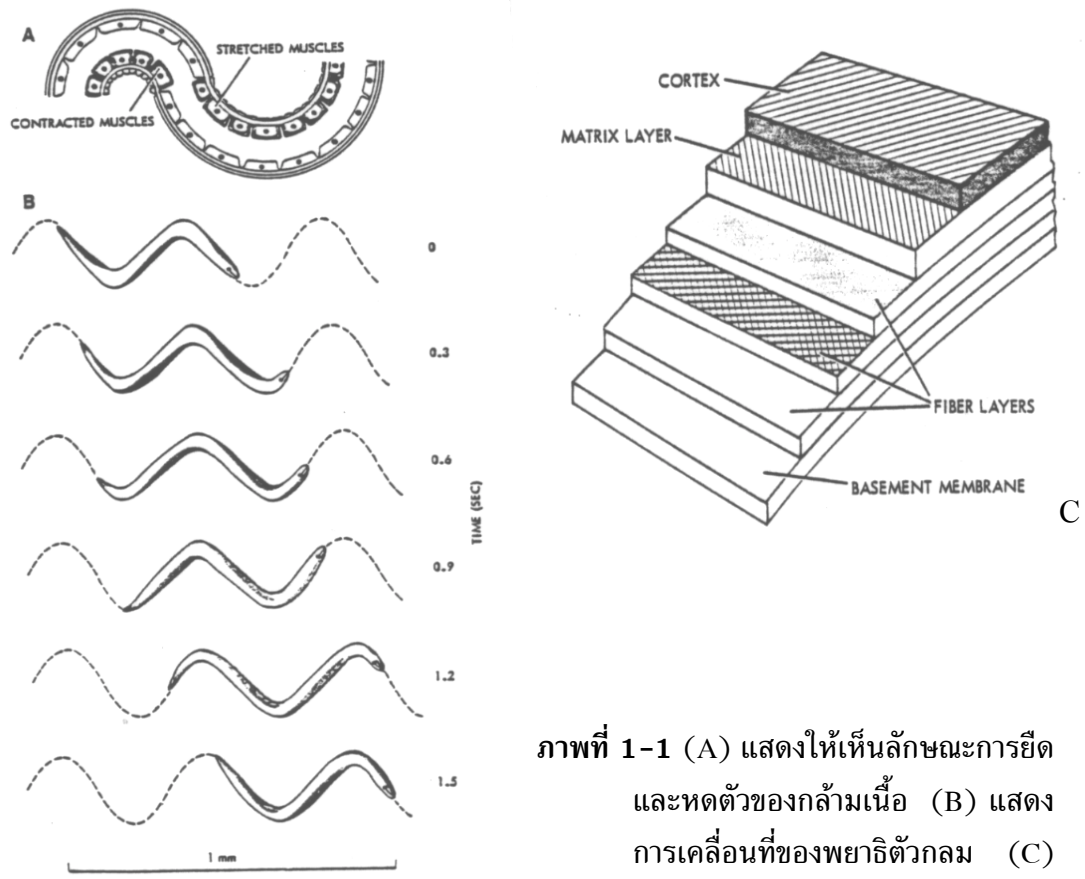 A
STRETCHED MUSCLES
CONTRACTED MUSCLES
B
0
0.3
0.6
0.9
1.2
1.5
TIME (SEC)
1 mm
CORTEX
MATRIX LAYER
FIBER LAYERS
BASEMENT MEMBRANE
C
ภาพที่ 1-1 (A) แสดงให้เห็นลักษณะการยืด
และหดตัวของกล้ามเนื้อ (B) แสดง
การเคลื่อนที่ของพยาธิตัวกลม (C)